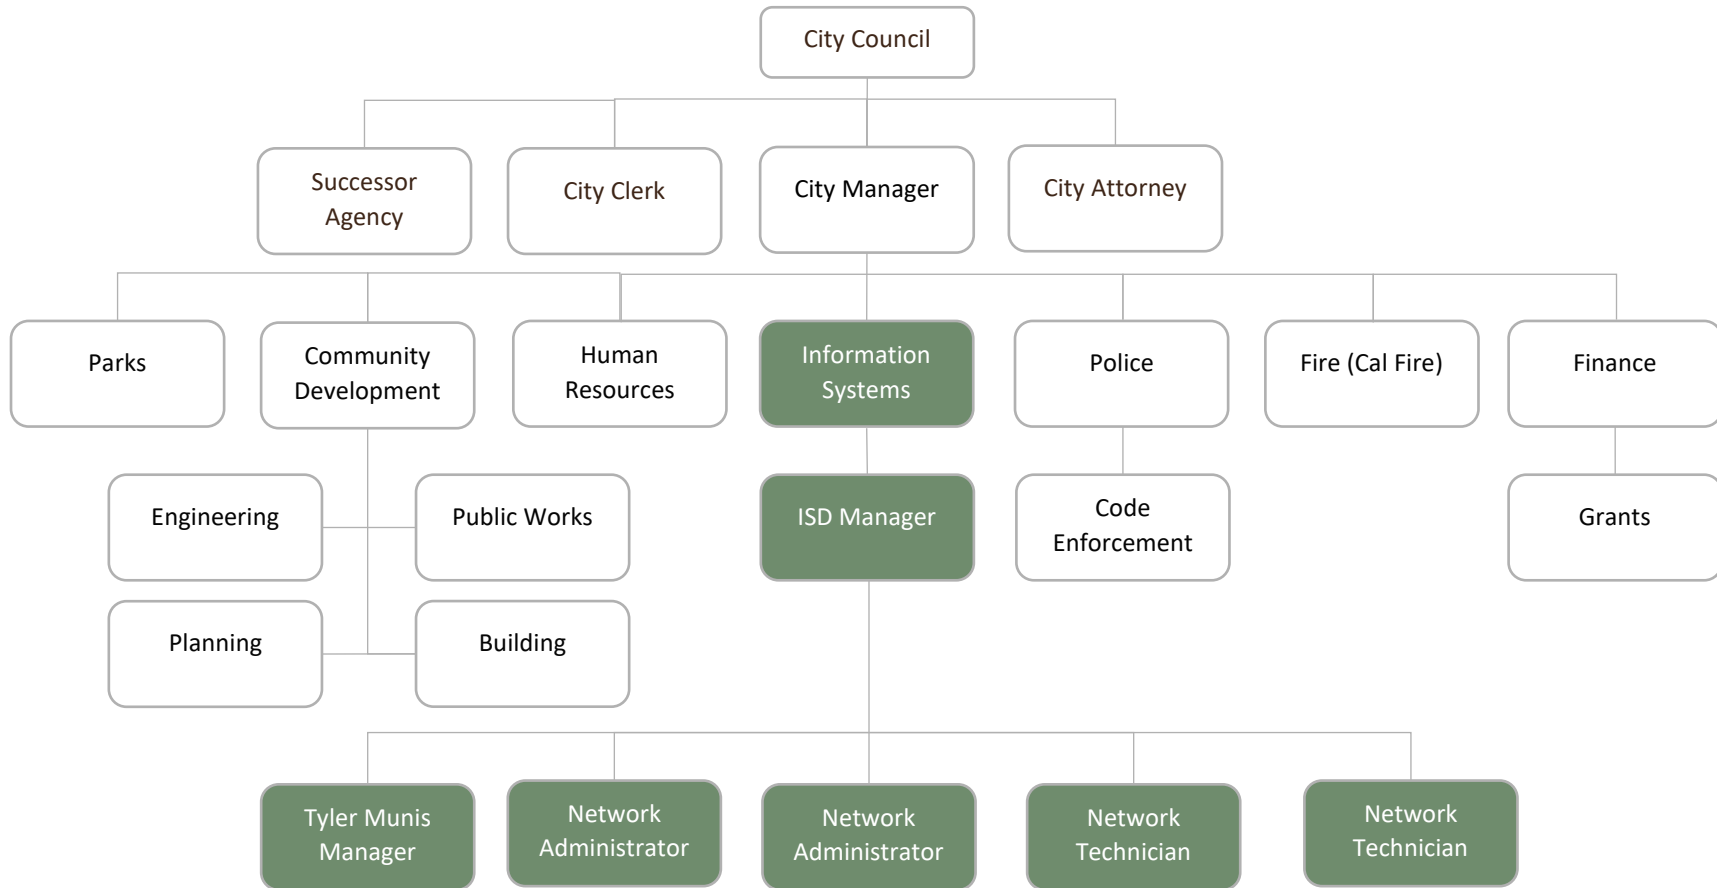 City Council
Successor
Agency
City Clerk
City Manager
City Attorney
Parks
Community
Development
Human
Resources
Information
Systems
Police
Fire (Cal Fire)
Finance
Engineering
Public Works
ISD Manager
Code
Enforcement
Grants
Planning
Building
Tyler Munis
Manager
Network
Administrator
Network
Administrator
Network
Technician
Network
Technician